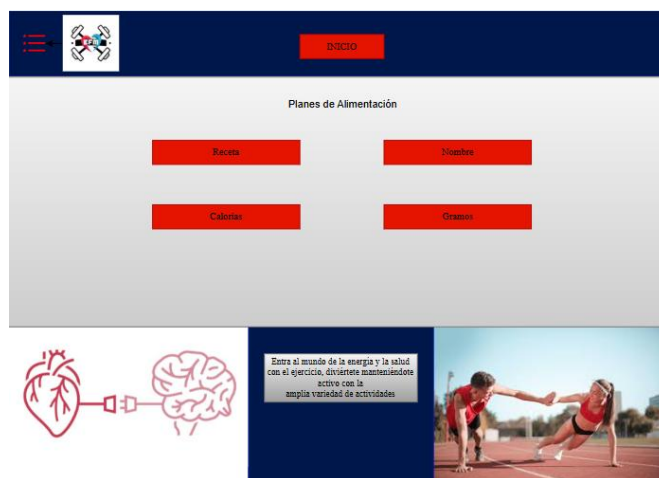 INICIO
Planes de Alimentación
Receta
Nombre
Calorías
Gramos
Entra al mundo de la energía y la salud
con el ejercicio, diviértete manteniéndote
activo con la
amplia variedad de actividades